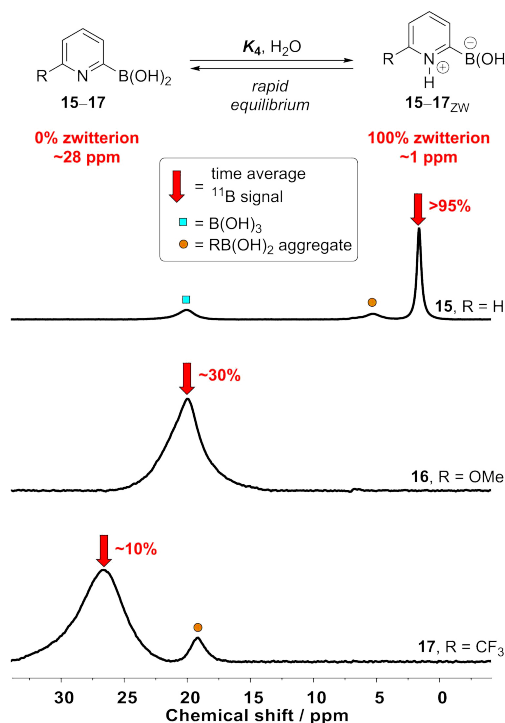 K₄, H₂O
R
N
B(OH)₂
rapid
equilibrium
R
N
H
⊕
⊖
B(OH
15–17
15–17ZW
0% zwitterion
~28 ppm
100% zwitterion
~1 ppm
= time average
¹¹B signal
= B(OH)₃
= RB(OH)₂ aggregate
>95%
15, R = H
~30%
16, R = OMe
~10%
17, R = CF₃
30 25 20 15 10 5 0
Chemical shift / ppm